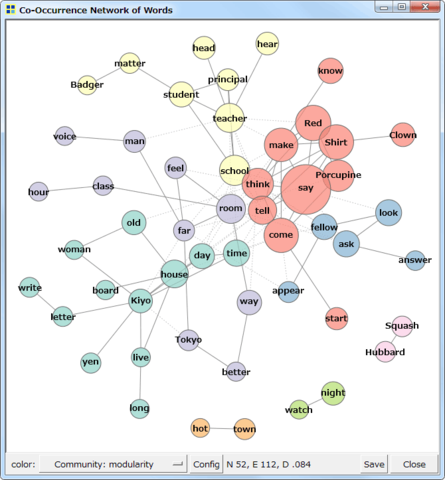 Co-Occurrence Network of Words
head
hear
matter
principal
know
Badger
student
teacher
Red
voice
man
make
Shirt
Clown
feel
school
think
Porcupine
say
hour
class
room
tell
old
far
come
fellow
look
woman
day
time
ask
answer
house
write
board
Kiyo
way
appear
letter
start
Squash
Tokyo
Hubbard
yen
live
better
long
watch
night
hot
town
color:
Community: modularity
Config
N 52, E 112, D .084
Save
Close